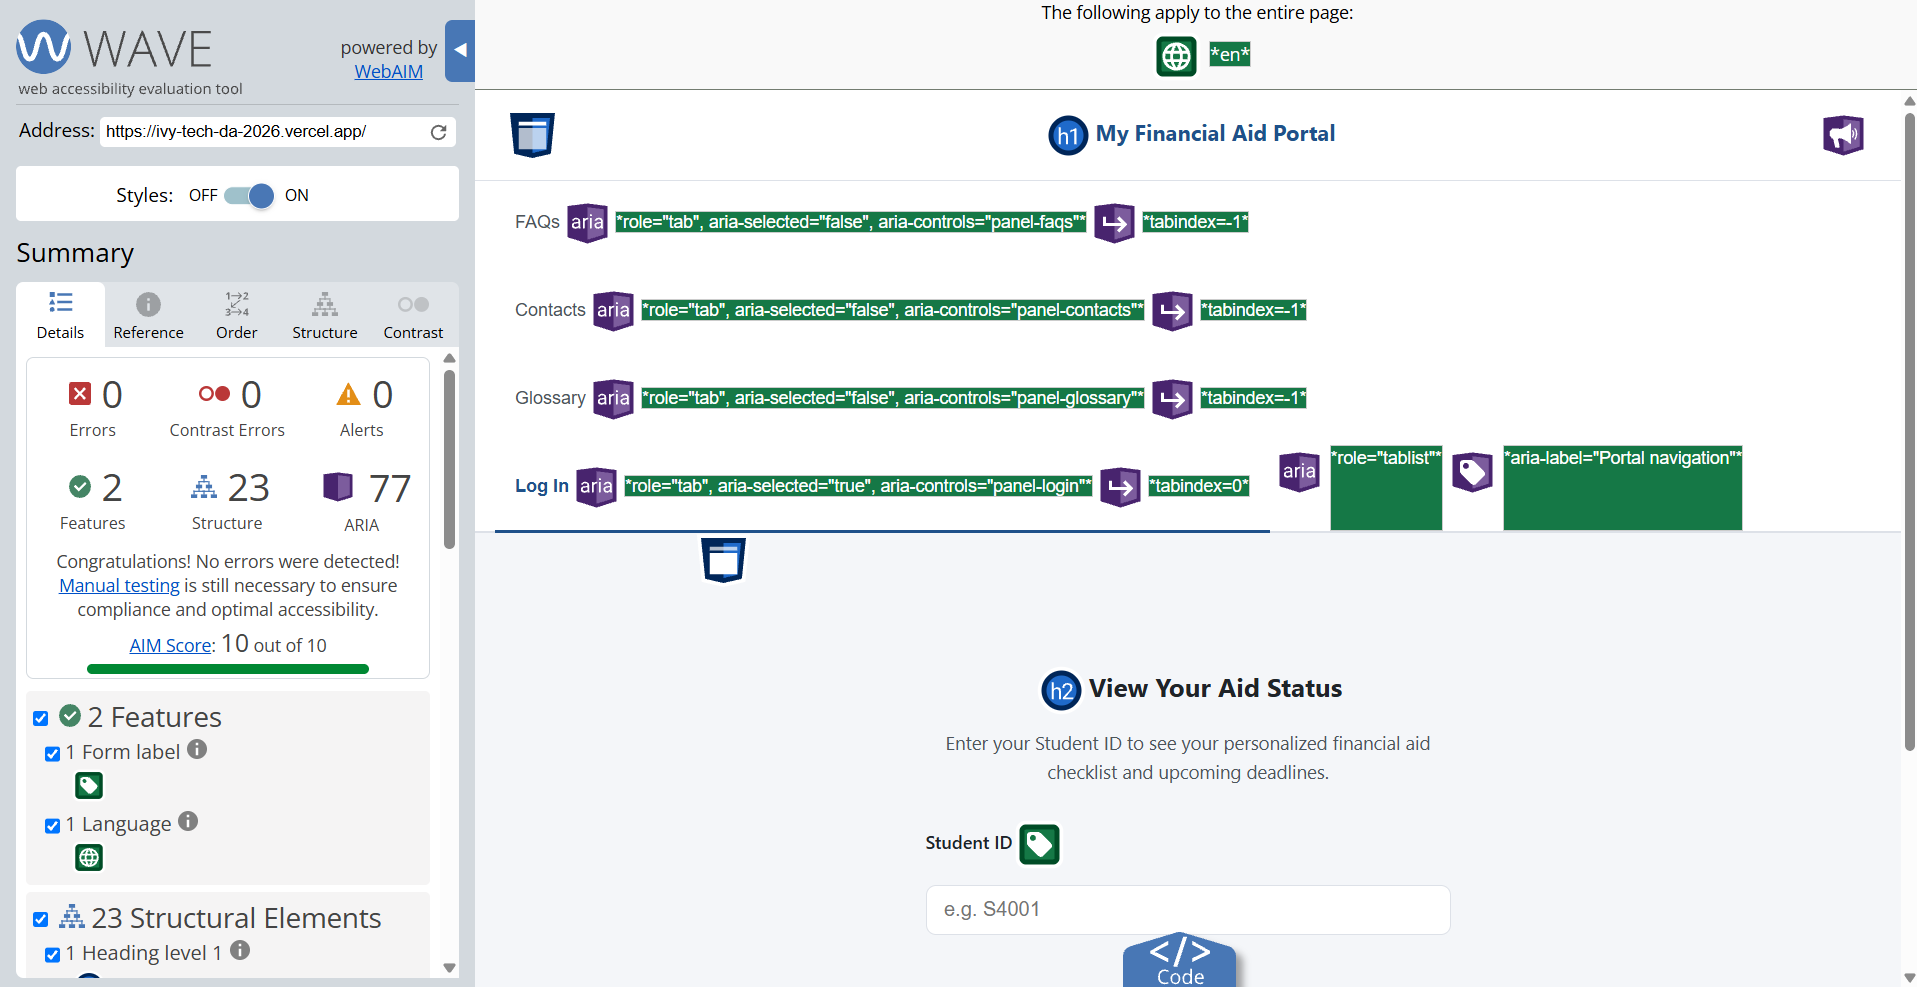 WAVE
powered by
WebAIM
web accessibility evaluation tool
Address: https://ivy-tech-da-2026.vercel.app/
Styles: OFF ON
Summary
Details
Reference
1→2
3→4
Order
Structure
Contrast
0
Errors
0
Contrast Errors
0
Alerts
2
Features
23
Structure
77
ARIA
Congratulations! No errors were detected!
Manual testing is still necessary to ensure
compliance and optimal accessibility.
AIM Score: 10 out of 10
2 Features
1 Form label
1 Language
23 Structural Elements
1 Heading level 1
The following apply to the entire page:
*en*
h1 My Financial Aid Portal
FAQs aria *role="tab", aria-selected="false", aria-controls="panel-faqs"* *tabindex=-1*
Contacts aria *role="tab", aria-selected="false", aria-controls="panel-contacts"* *tabindex=-1*
Glossary aria *role="tab", aria-selected="false", aria-controls="panel-glossary"* *tabindex=-1*
Log In aria *role="tab", aria-selected="true", aria-controls="panel-login"* *tabindex=0* aria *role="tablist"* *aria-label="Portal navigation"*
h2 View Your Aid Status
Enter your Student ID to see your personalized financial aid
checklist and upcoming deadlines.
Student ID
e.g. S4001
</>
Code